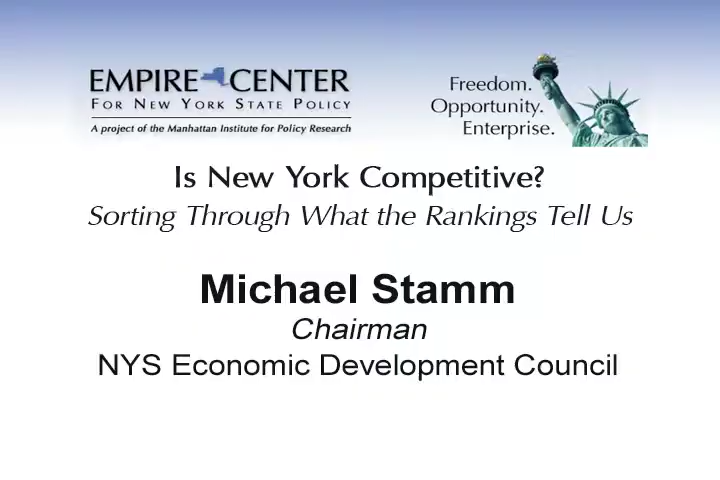 EMPIRE CENTER
FOR NEW YORK STATE POLICY
A project of the Manhattan Institute for Policy Research
Freedom.
Opportunity.
Enterprise.
Is New York Competitive?
Sorting Through What the Rankings Tell Us
Michael Stamm
Chairman
NYS Economic Development Council